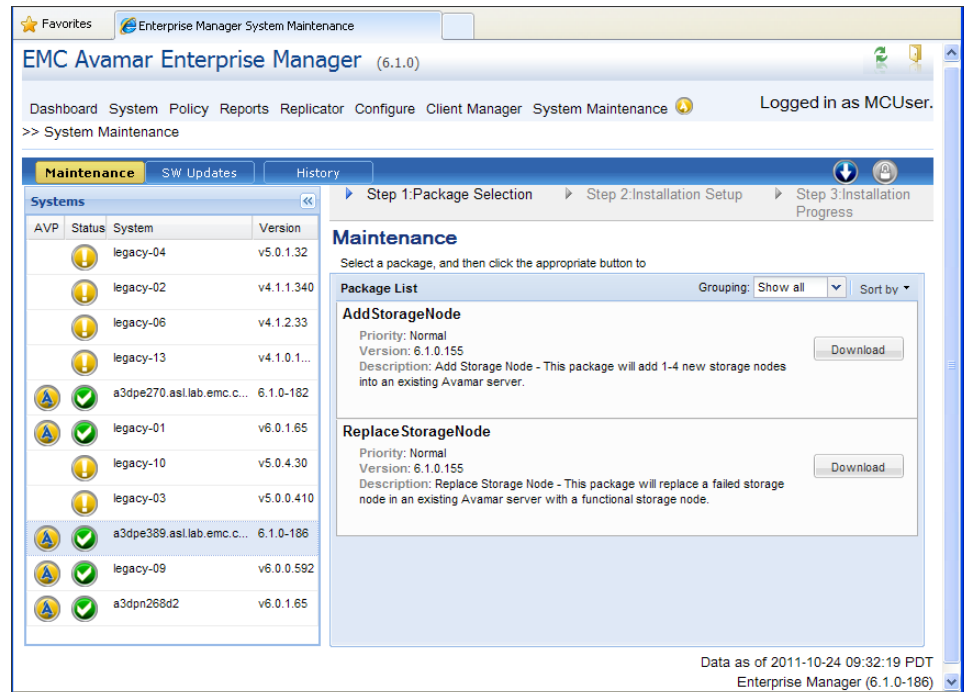 Favorites
Enterprise Manager System Maintenance
EMC Avamar Enterprise Manager (6.1.0)
Dashboard System Policy Reports Replicator Configure Client Manager System Maintenance
Logged in as MCUser.
>> System Maintenance
Maintenance
SW Updates
History
Systems
AVP Status System Version
legacy-04 v5.0.1.32
legacy-02 v4.1.1.340
legacy-06 v4.1.2.33
legacy-13 v4.1.0.1...
a3dpe270.asl.lab.emc.c... 6.1.0-182
legacy-01 v6.0.1.65
legacy-10 v5.0.4.30
legacy-03 v5.0.0.410
a3dpe389.asl.lab.emc.c... 6.1.0-186
legacy-09 v6.0.0.592
a3dpn268d2 v6.0.1.65
Step 1:Package Selection
Step 2:Installation Setup
Step 3:Installation
Progress
Maintenance
Select a package, and then click the appropriate button to
Package List
Grouping: Show all
Sort by
AddStorageNode
Priority: Normal
Version: 6.1.0.155
Description: Add Storage Node - This package will add 1-4 new storage nodes
into an existing Avamar server.
Download
ReplaceStorageNode
Priority: Normal
Version: 6.1.0.155
Description: Replace Storage Node - This package will replace a failed storage
node in an existing Avamar server with a functional storage node.
Download
Data as of 2011-10-24 09:32:19 PDT
Enterprise Manager (6.1.0-186)